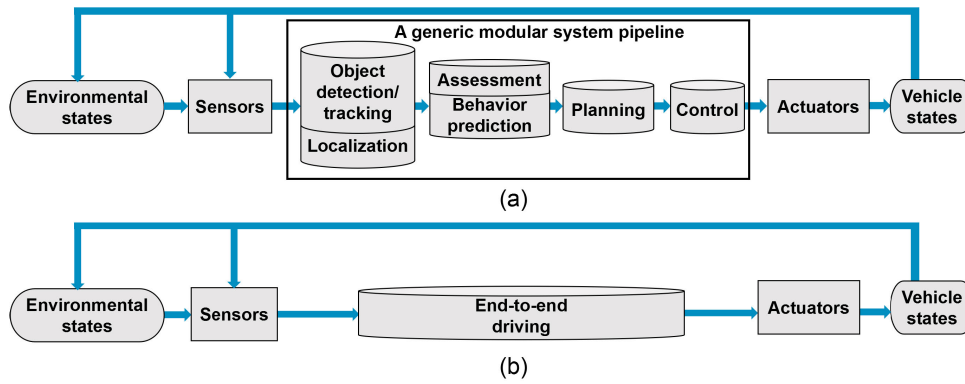 A generic modular system pipeline
Environmental
states
Sensors
Object
detection/
tracking
Localization
Assessment
Behavior
prediction
Planning
Control
Actuators
Vehicle
states
(a)
Environmental
states
Sensors
End-to-end
driving
Actuators
Vehicle
states
(b)